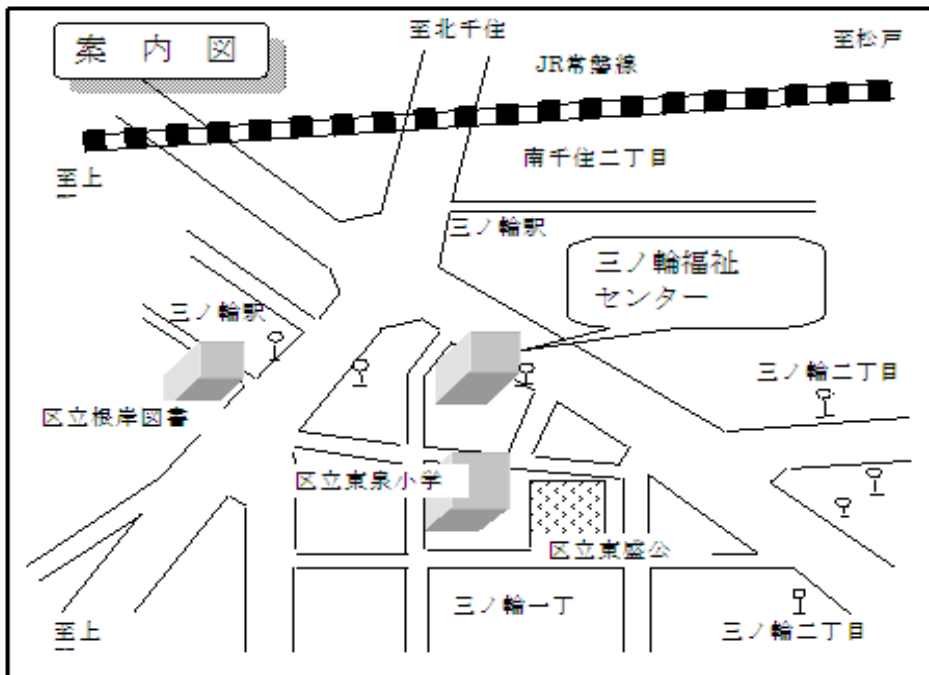 案内図
至北千住
至松戸
JR常磐線
南千住二丁目
至上
三ノ輪駅
三ノ輪福祉
センター
三ノ輪駅
三ノ輪二丁目
区立根岸図書
区立東泉小学
区立東盛公
三ノ輪一丁
至上
三ノ輪二丁目